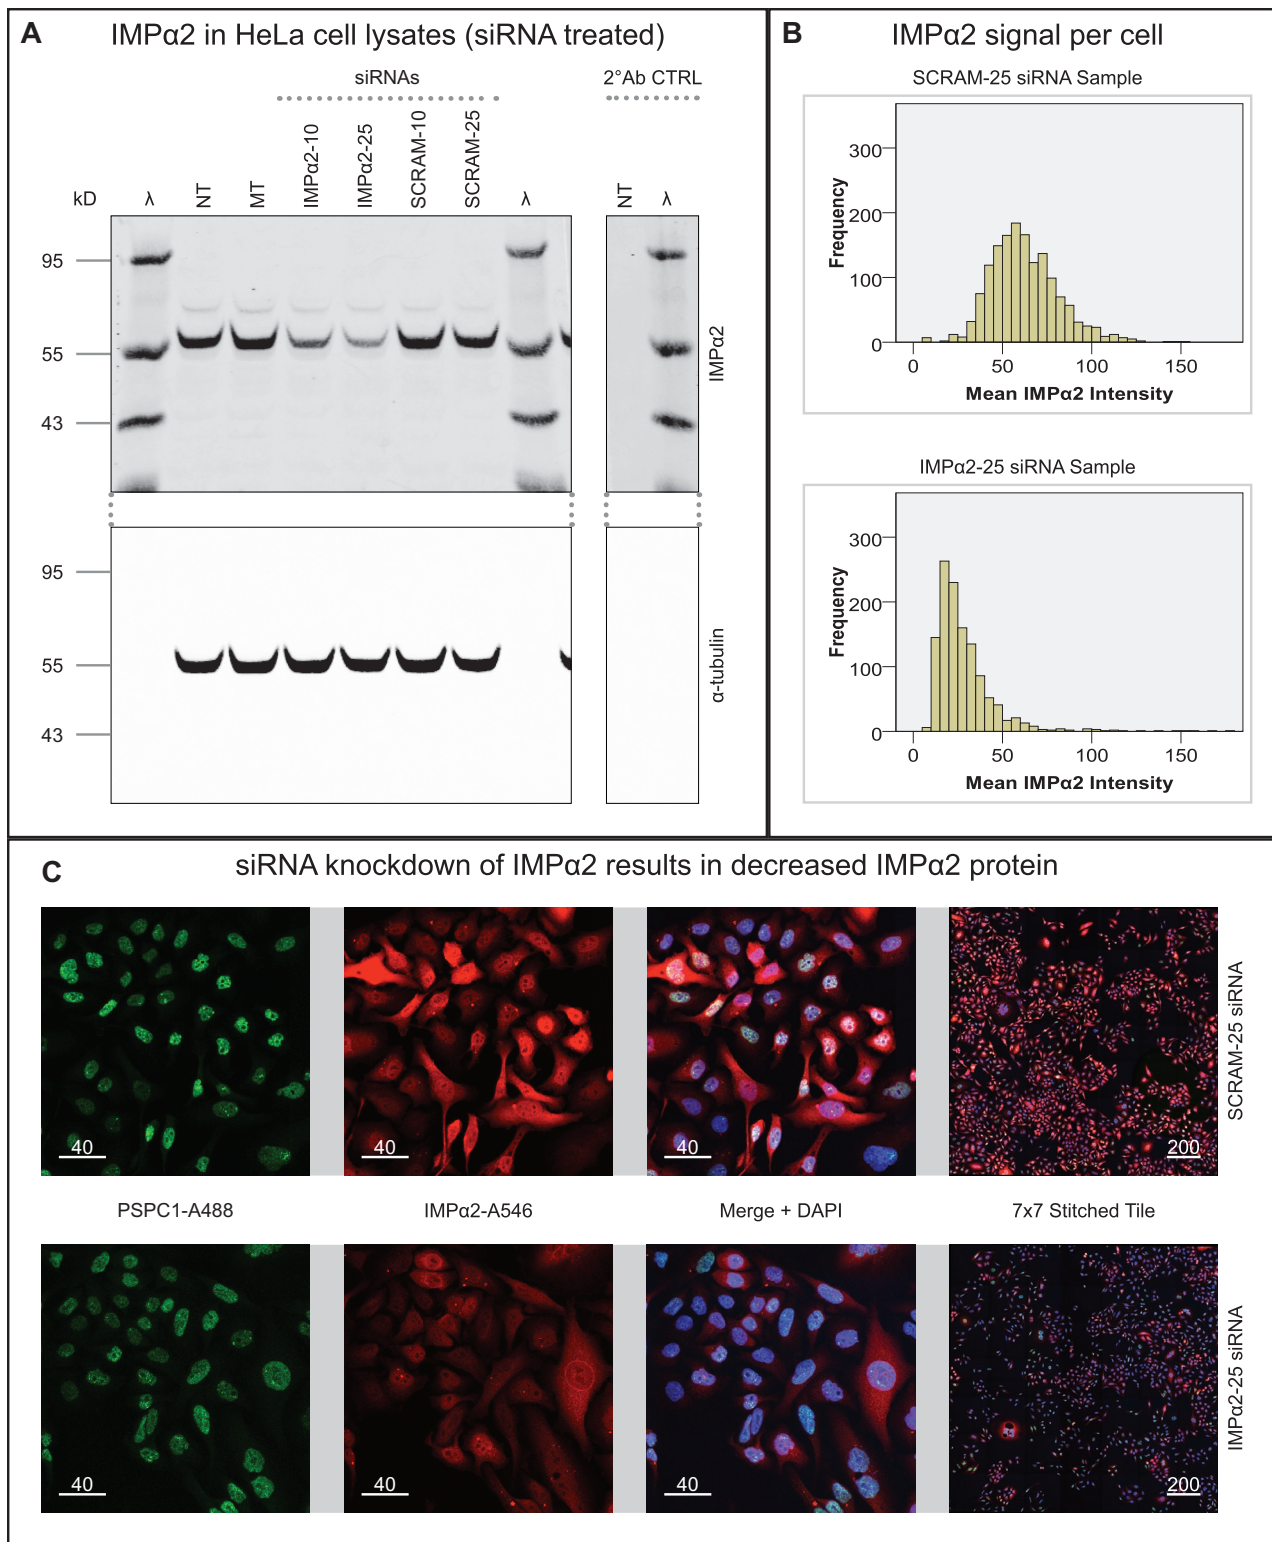 A
IMPα2 in HeLa cell lysates (siRNA treated)
siRNAs
2°Ab CTRL
kD
λ
NT
MT
IMPα2-10
IMPα2-25
SCRAM-10
SCRAM-25
λ
NT
λ
95
55
43
IMPα2
95
55
43
α-tubulin
B
IMPα2 signal per cell
SCRAM-25 siRNA Sample
Frequency
300
200
100
0
0 50 100 150
Mean IMPα2 Intensity
IMPα2-25 siRNA Sample
Frequency
300
200
100
0
0 50 100 150
Mean IMPα2 Intensity
C
siRNA knockdown of IMPα2 results in decreased IMPα2 protein
40
40
40
200
SCRAM-25 siRNA
PSPC1-A488
IMPα2-A546
Merge + DAPI
7x7 Stitched Tile
40
40
40
200
IMPα2-25 siRNA